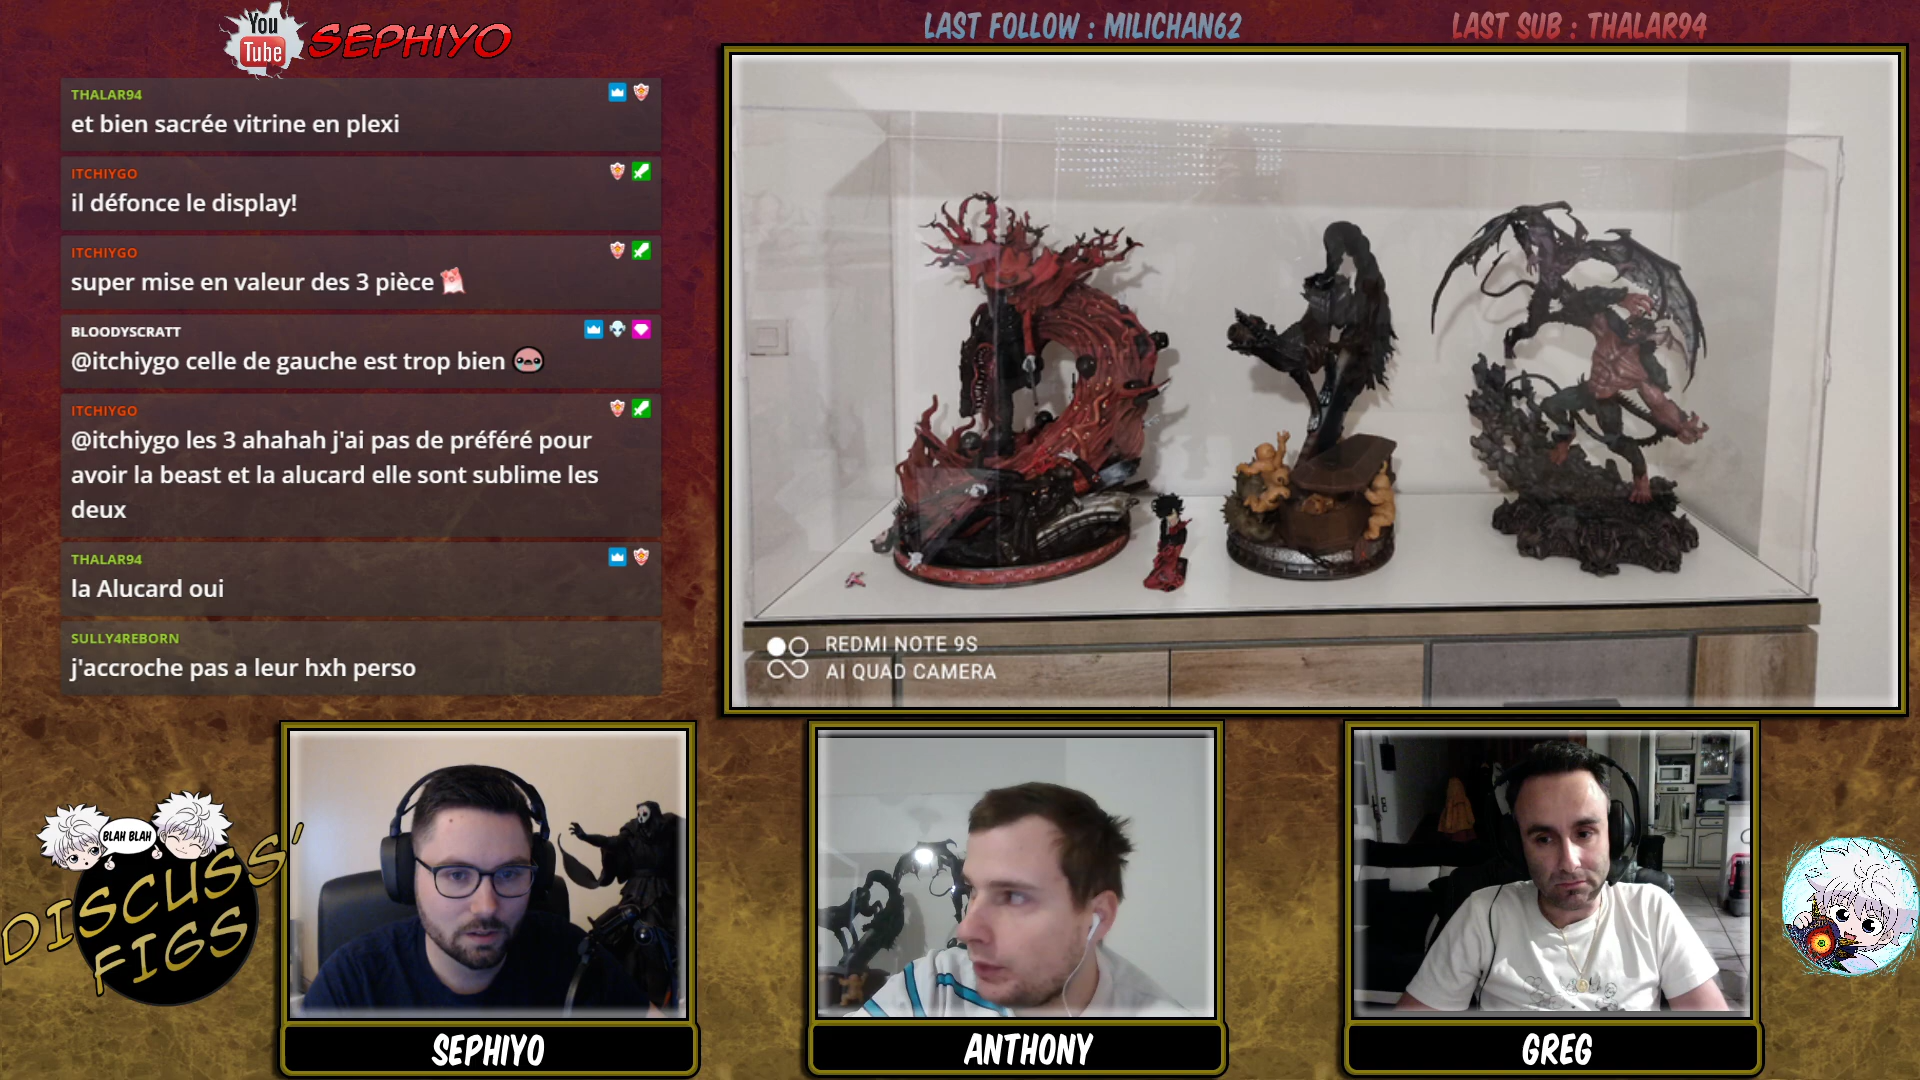 You
Tube
SEPHIYO
LAST FOLLOW : MILICHAN62
LAST SUB : THALAR94
THALAR94
et bien sacrée vitrine en plexi
ITCHIYGO
il défonce le display!
ITCHIYGO
super mise en valeur des 3 pièce
BLOODYSCRATT
@itchiygo celle de gauche est trop bien
ITCHIYGO
@itchiygo les 3 ahahah j'ai pas de préféré pour
avoir la beast et la alucard elle sont sublime les
deux
THALAR94
la Alucard oui
SULLY4REBORN
j'accroche pas a leur hxh perso
REDMI NOTE 9S
AI QUAD CAMERA
BLAH BLAH
DISCUSS'
FIGS
SEPHIYO
ANTHONY
GREG